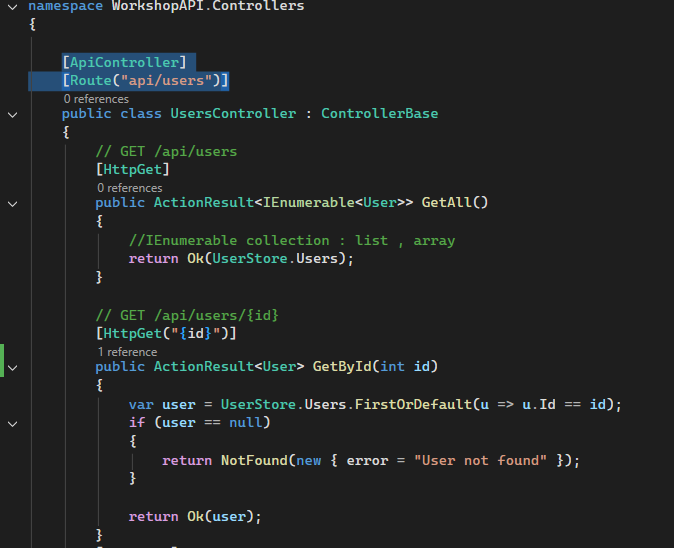 namespace WorkshopAPI.Controllers
{
[ApiController]
[Route("api/users")]
0 references
public class UsersController : ControllerBase
{
// GET /api/users
[HttpGet]
0 references
public ActionResult<IEnumerable<User>> GetAll()
{
//IEnumerable collection : list , array
return Ok(UserStore.Users);
}
// GET /api/users/{id}
[HttpGet("{id}")]
1 reference
public ActionResult<User> GetById(int id)
{
var user = UserStore.Users.FirstOrDefault(u => u.Id == id);
if (user == null)
{
return NotFound(new { error = "User not found" });
}
return Ok(user);
}